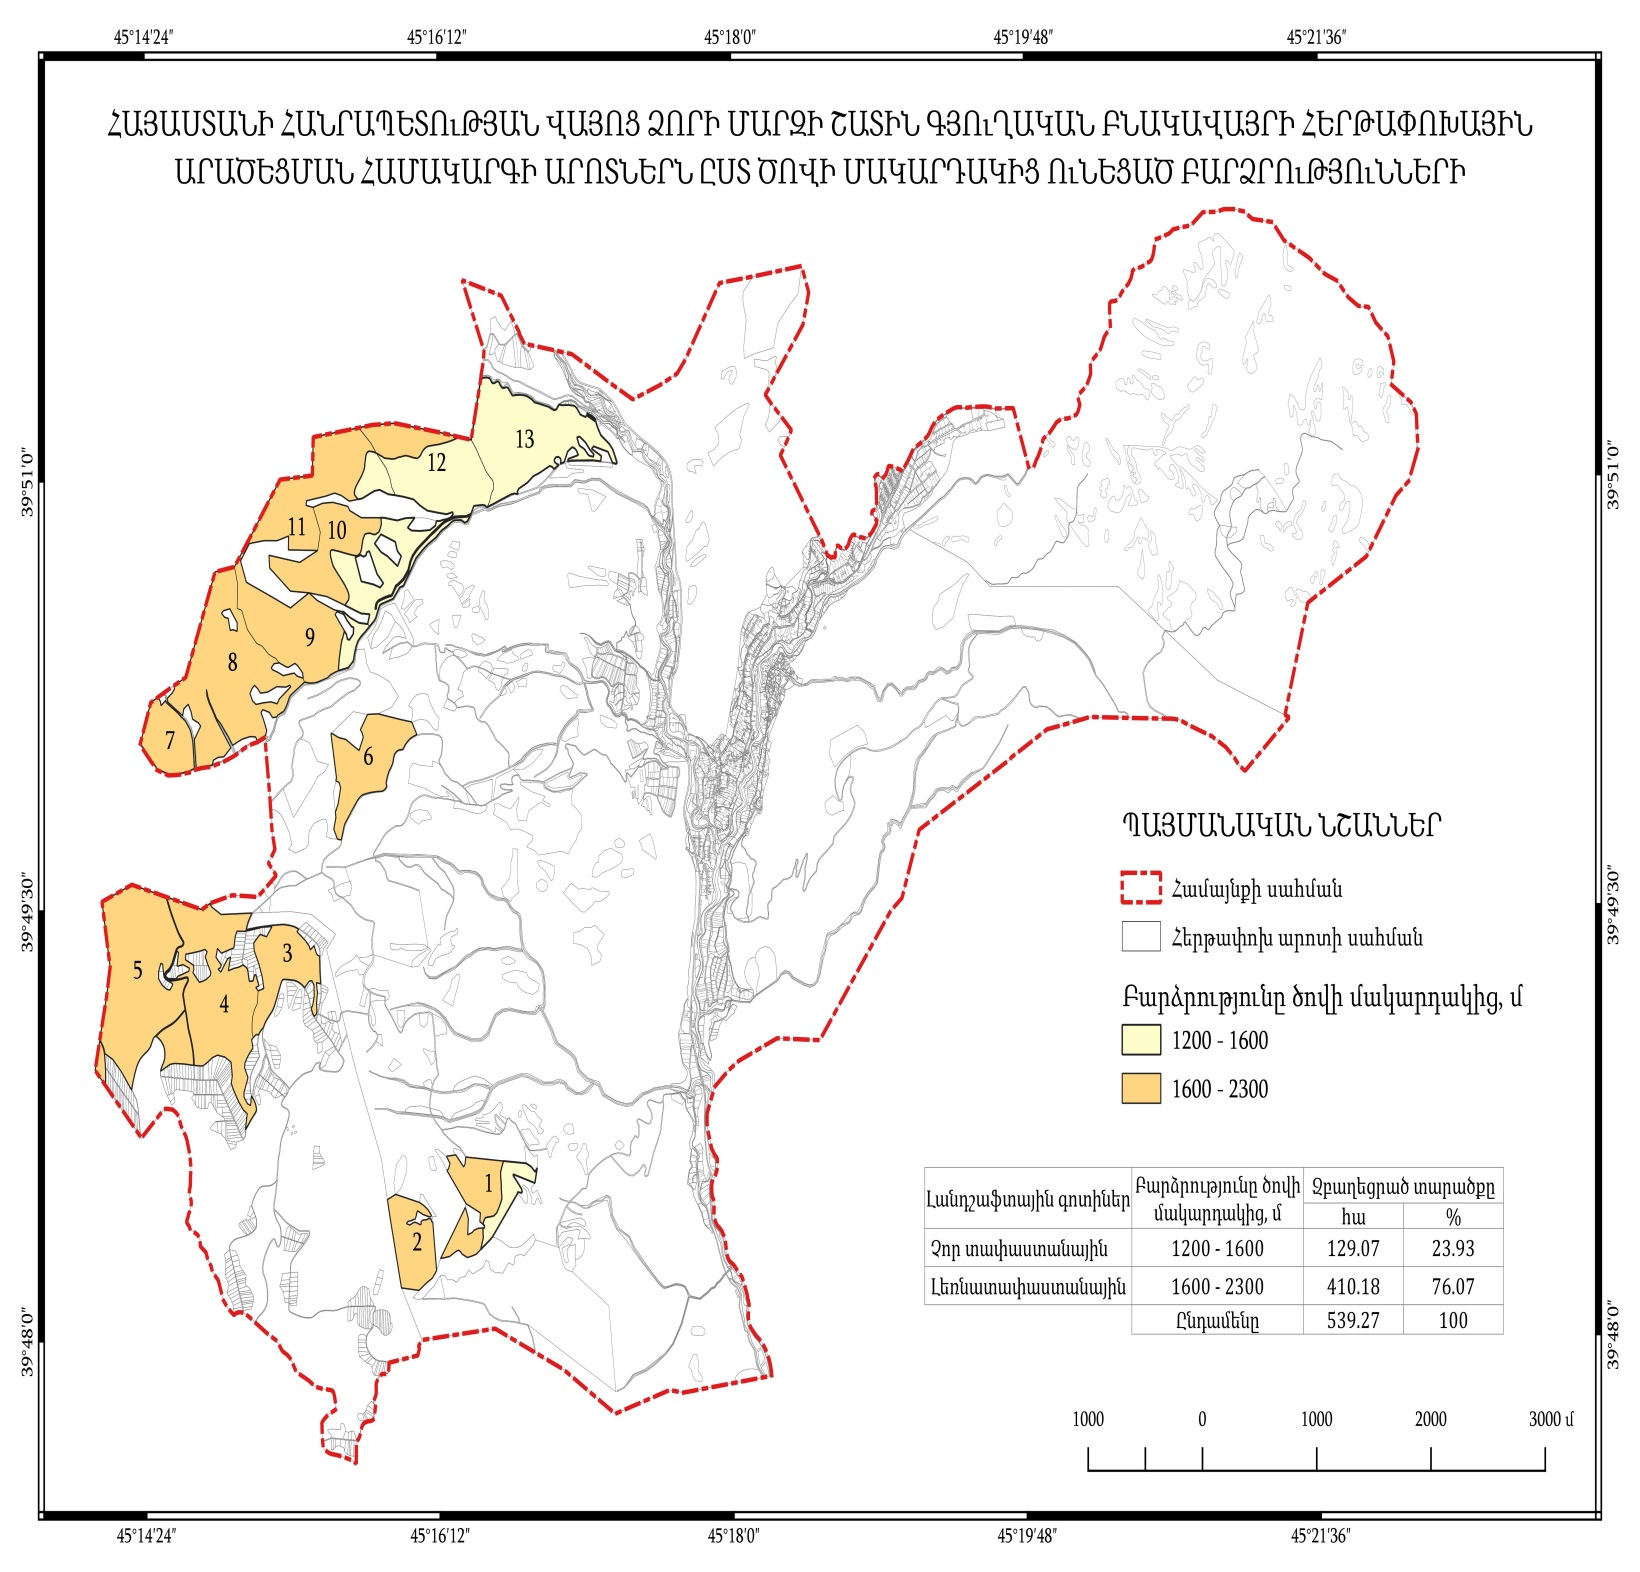 45°14'24" 45°16'12" 45°18'0" 45°19'48" 45°21'36"
ՀԱՅԱՍՏԱՆԻ ՀԱՆՐԱՊԵՏՈւԹՅԱՆ ՎԱՅՈՑ ՁՈՐԻ ՄԱՐԶԻ ՇԱՏԻՆ ԳՅՈւՂԱԿԱՆ ԲՆԱԿԱՎԱՅՐԻ ՀԵՐԹԱՓՈԽԱՅԻՆ
ԱՐԱԾԵՑՄԱՆ ՀԱՄԱԿԱՐԳԻ ԱՐՈՏՆԵՐՆ ԸՍՏ ԾՈՎԻ ՄԱԿԱՐԴԱԿԻՑ ՈւՆԵՑԱԾ ԲԱՐՁՐՈւԹՅՈւՆՆԵՐԻ
13
12
39°51'0" 39°51'0"
11 10
9
8
7
6
ՊԱՅՄԱՆԱԿԱՆ ՆՇԱՆՆԵՐ
Համայնքի սահման
39°49'30" 39°49'30"
Հերթափոխ արոտի սահման
3
5
4
Բարձրությունը ծովի մակարդակից, մ
1200 - 1600
1600 - 2300
1
2
Լանդշաֆտային գոտիներ Բարձրությունը ծովի մակարդակից, մ Ջրաղեցրած տարածքը
հա %
Չոր տափաստանային 1200 - 1600 129.07 23.93
Լեռնատափաստանային 1600 - 2300 410.18 76.07
Ընդամենը 539.27 100
39°48'0" 39°48'0"
1000 0 1000 2000 3000 մ
45°14'24" 45°16'12" 45°18'0" 45°19'48" 45°21'36"